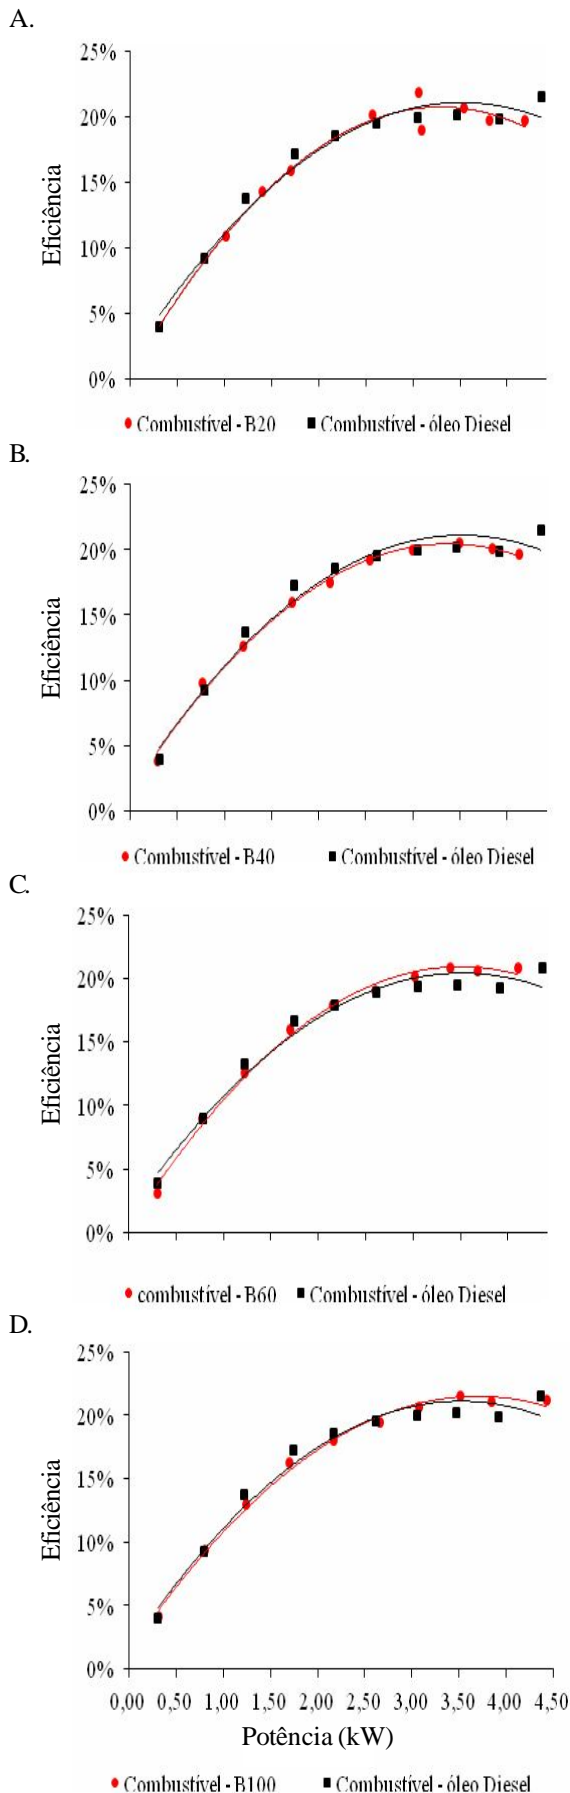 A.
25%
20%
15%
10%
5%
0%
Eficiência
Combustível - B20 Combustível - óleo Diesel
B.
25%
20%
15%
10%
5%
0%
Eficiência
Combustível - B40 Combustível - óleo Diesel
C.
25%
20%
15%
10%
5%
0%
Eficiência
combustível - B60 Combustível - óleo Diesel
D.
25%
20%
15%
10%
5%
0%
Eficiência
0,00 0,50 1,00 1,50 2,00 2,50 3,00 3,50 4,00 4,50
Potência (kW)
Combustível - B100 Combustível - óleo Diesel